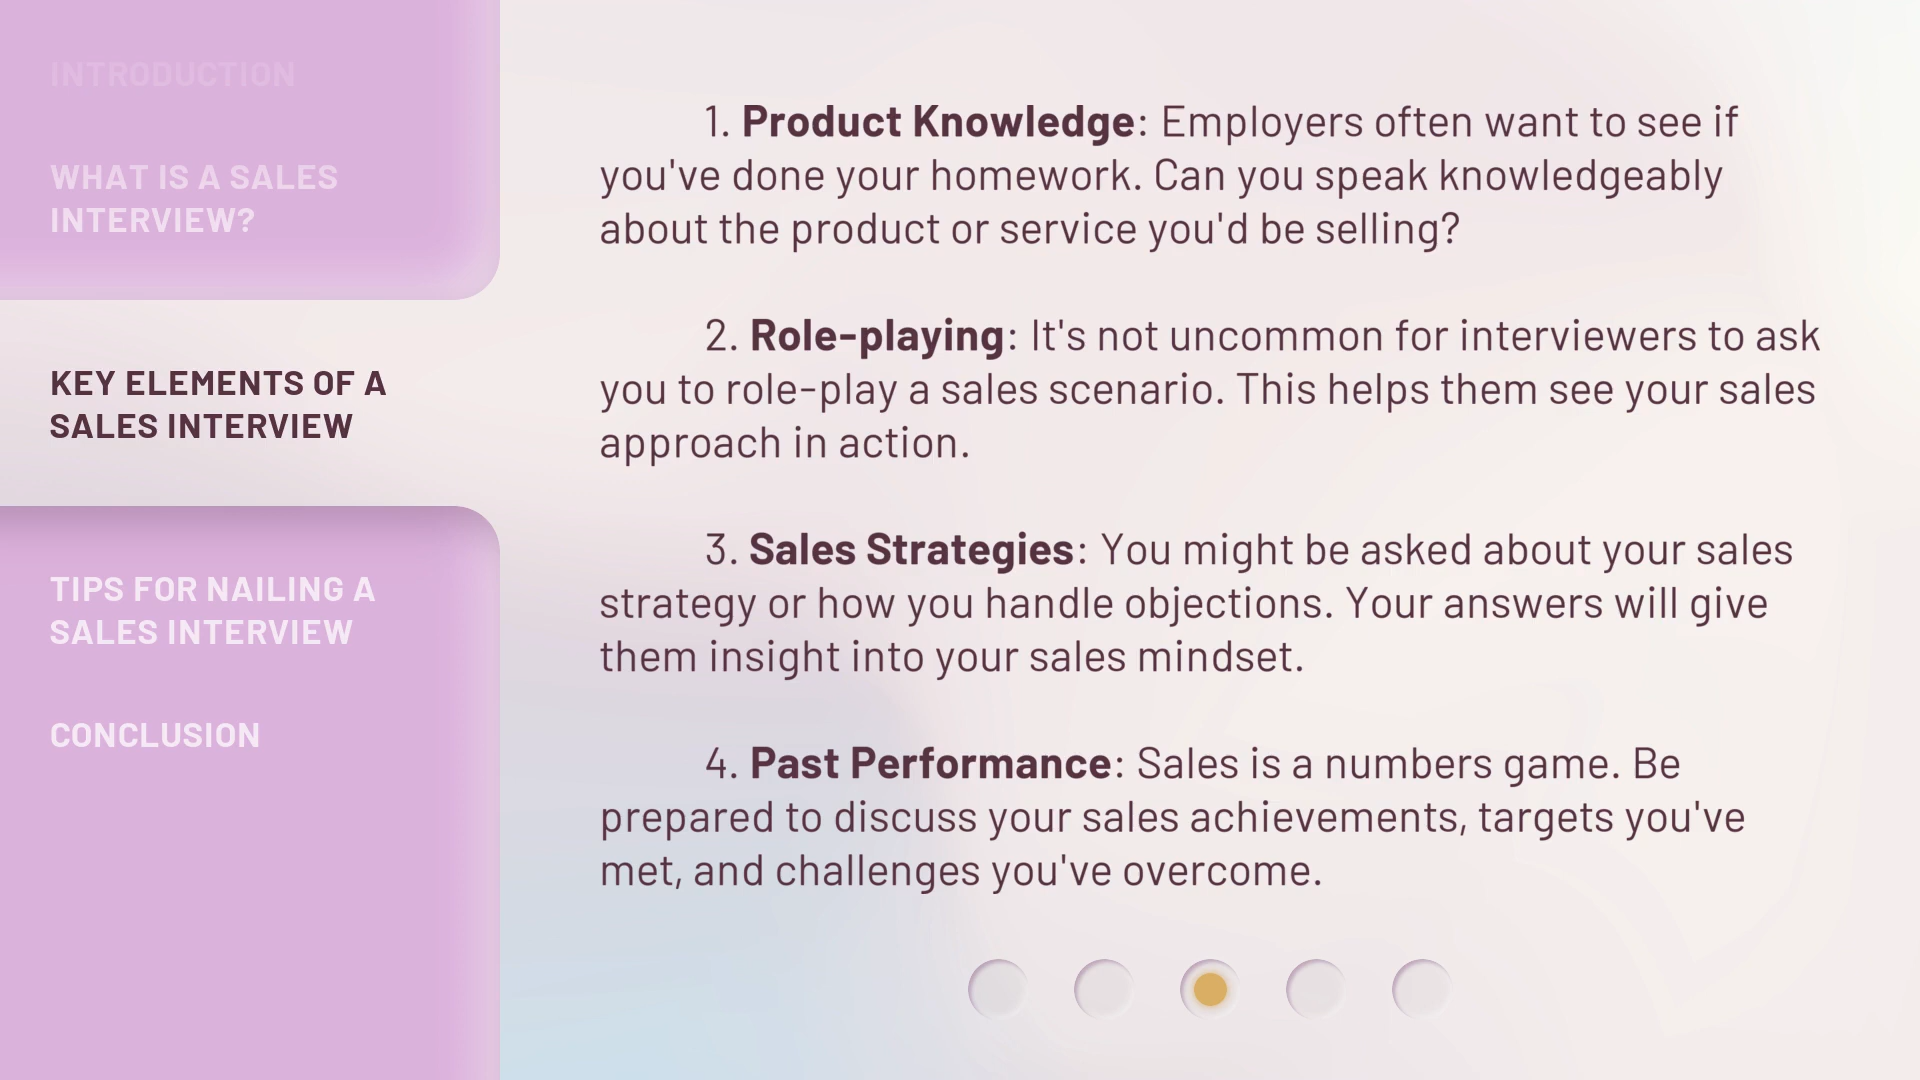 INTRODUCTION
WHAT IS A SALES
INTERVIEW?
KEY ELEMENTS OF A
SALES INTERVIEW
TIPS FOR NAILING A
SALES INTERVIEW
CONCLUSION
1. Product Knowledge: Employers often want to see if
you've done your homework. Can you speak knowledgeably
about the product or service you'd be selling?
2. Role-playing: It's not uncommon for interviewers to ask
you to role-play a sales scenario. This helps them see your sales
approach in action.
3. Sales Strategies: You might be asked about your sales
strategy or how you handle objections. Your answers will give
them insight into your sales mindset.
4. Past Performance: Sales is a numbers game. Be
prepared to discuss your sales achievements, targets you've
met, and challenges you've overcome.